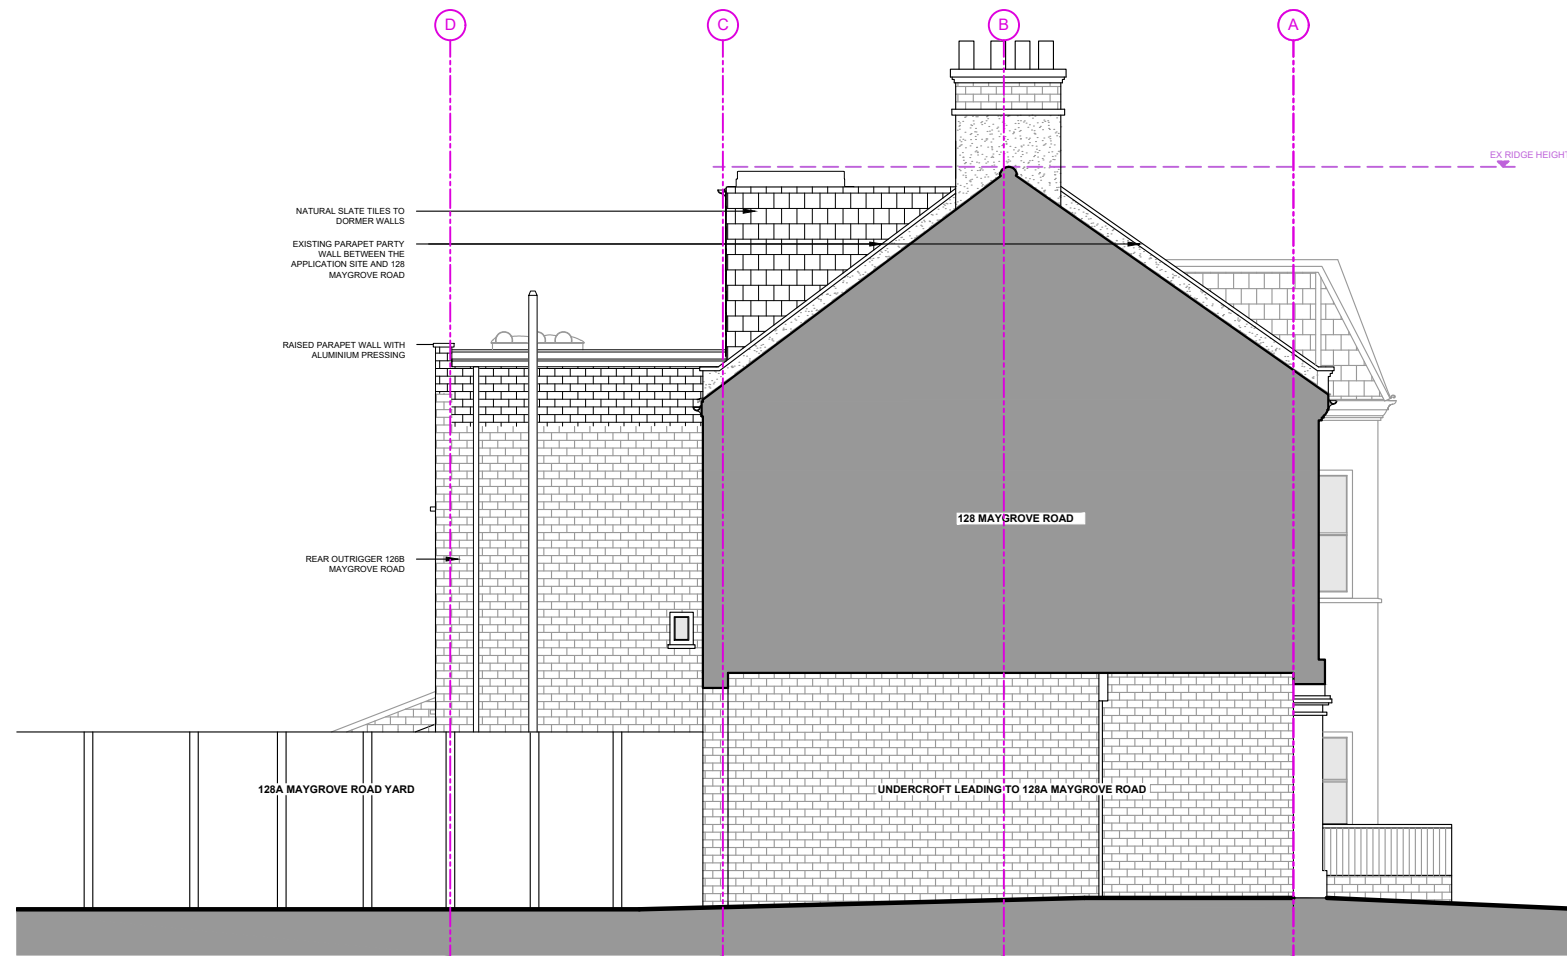 D
C
B
A
EX RIDGE HEIGHT
NATURAL SLATE TILES TO
DORMER WALLS
EXISTING PARAPET PARTY
WALL BETWEEN THE
APPLICATION SITE AND 128
MAYGROVE ROAD
RAISED PARAPET WALL WITH
ALUMINIUM PRESSING
128 MAYGROVE ROAD
REAR OUTRIGGER 126B
MAYGROVE ROAD
128A MAYGROVE ROAD YARD
UNDERCROFT LEADING TO 128A MAYGROVE ROAD